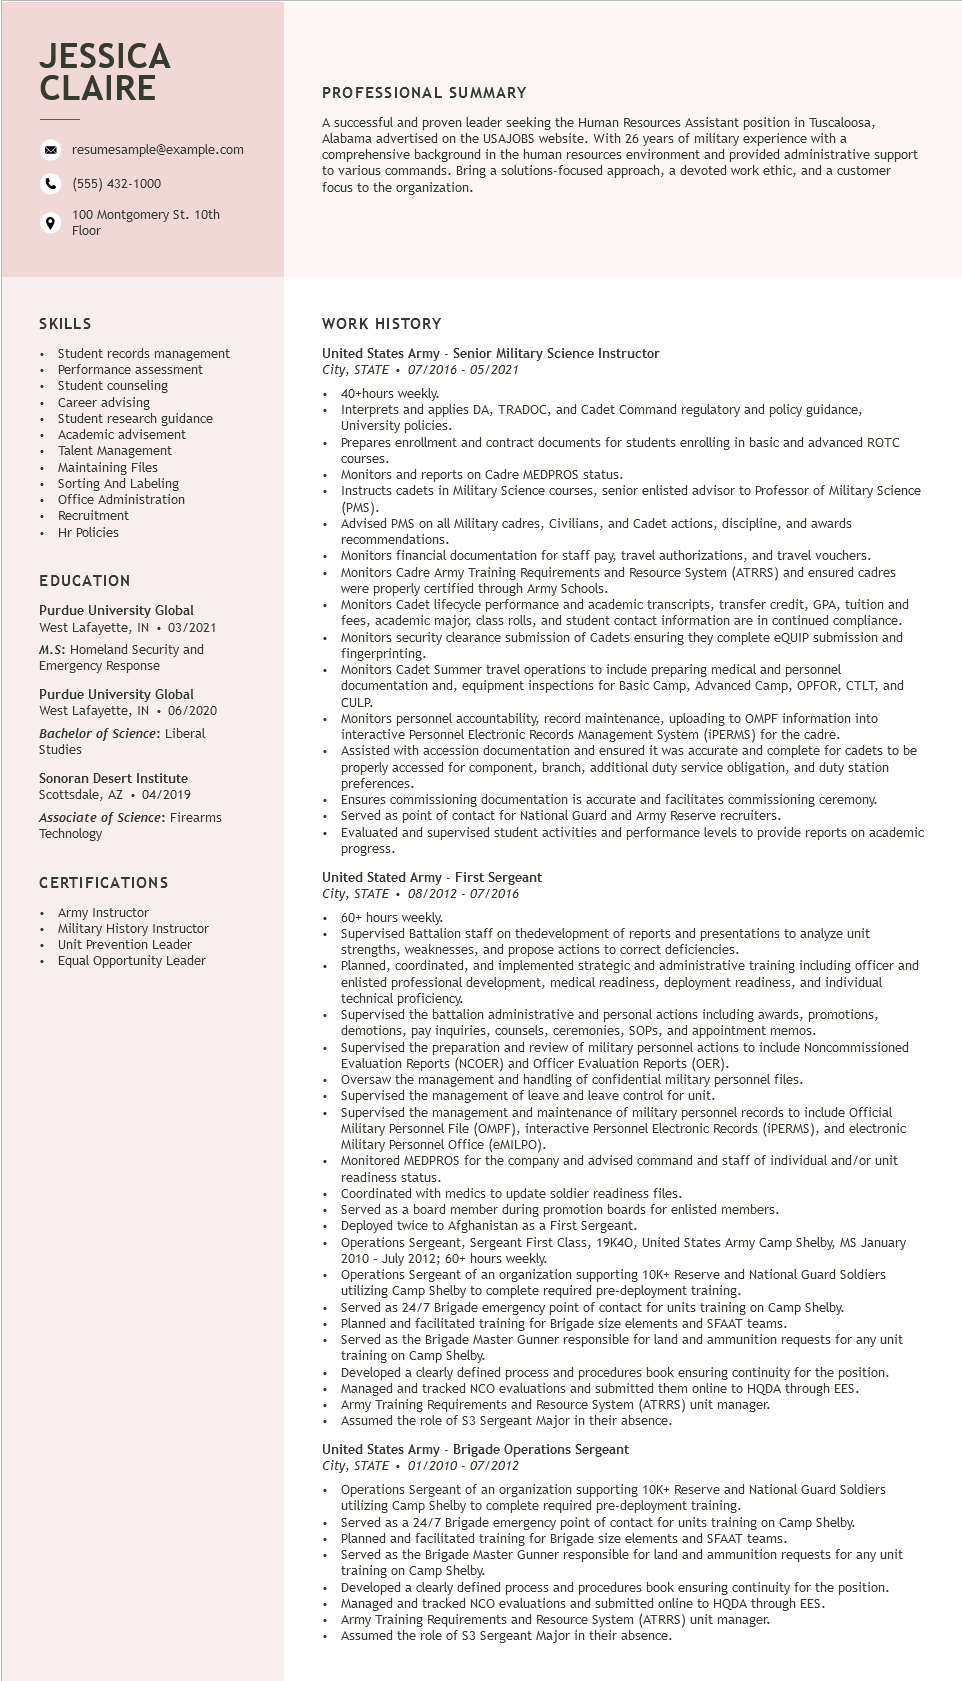 JESSICA
CLAIRE
resumesample@example.com
(555) 432-1000
100 Montgomery St. 10th
Floor
PROFESSIONAL SUMMARY
A successful and proven leader seeking the Human Resources Assistant position in Tuscaloosa,
Alabama advertised on the USAJOBS website. With 26 years of military experience with a
comprehensive background in the human resources environment and provided administrative support
to various commands. Bring a solutions-focused approach, a devoted work ethic, and a customer
focus to the organization.
SKILLS
• Student records management
• Performance assessment
• Student counseling
• Career advising
• Student research guidance
• Academic advisement
• Talent Management
• Maintaining Files
• Sorting And Labeling
• Office Administration
• Recruitment
• Hr Policies
EDUCATION
Purdue University Global
West Lafayette, IN • 03/2021
M.S: Homeland Security and
Emergency Response
Purdue University Global
West Lafayette, IN • 06/2020
Bachelor of Science: Liberal
Studies
Sonoran Desert Institute
Scottsdale, AZ • 04/2019
Associate of Science: Firearms
Technology
CERTIFICATIONS
• Army Instructor
• Military History Instructor
• Unit Prevention Leader
• Equal Opportunity Leader
WORK HISTORY
United States Army - Senior Military Science Instructor
City, STATE • 07/2016 - 05/2021
• 40+hours weekly.
• Interprets and applies DA, TRADOC, and Cadet Command regulatory and policy guidance,
University policies.
• Prepares enrollment and contract documents for students enrolling in basic and advanced ROTC
courses.
• Monitors and reports on Cadre MEDPROS status.
• Instructs cadets in Military Science courses, senior enlisted advisor to Professor of Military Science
(PMS).
• Advised PMS on all Military cadres, Civilians, and Cadet actions, discipline, and awards
recommendations.
• Monitors financial documentation for staff pay, travel authorizations, and travel vouchers.
• Monitors Cadre Army Training Requirements and Resource System (ATRRS) and ensured cadres
were properly certified through Army Schools.
• Monitors Cadet lifecycle performance and academic transcripts, transfer credit, GPA, tuition and
fees, academic major, class rolls, and student contact information are in continued compliance.
• Monitors security clearance submission of Cadets ensuring they complete eQUIP submission and
fingerprinting.
• Monitors Cadet Summer travel operations to include preparing medical and personnel
documentation and, equipment inspections for Basic Camp, Advanced Camp, OPFOR, CTLT, and
CULP.
• Monitors personnel accountability, record maintenance, uploading to OMPF information into
interactive Personnel Electronic Records Management System (iPERMS) for the cadre.
• Assisted with accession documentation and ensured it was accurate and complete for cadets to be
properly accessed for component, branch, additional duty service obligation, and duty station
preferences.
• Ensures commissioning documentation is accurate and facilitates commissioning ceremony.
• Served as point of contact for National Guard and Army Reserve recruiters.
• Evaluated and supervised student activities and performance levels to provide reports on academic
progress.
United Stated Army - First Sergeant
City, STATE • 08/2012 - 07/2016
• 60+ hours weekly.
• Supervised Battalion staff on thedevelopment of reports and presentations to analyze unit
strengths, weaknesses, and propose actions to correct deficiencies.
• Planned, coordinated, and implemented strategic and administrative training including officer and
enlisted professional development, medical readiness, deployment readiness, and individual
technical proficiency.
• Supervised the battalion administrative and personal actions including awards, promotions,
demotions, pay inquiries, counsels, ceremonies, SOPs, and appointment memos.
• Supervised the preparation and review of military personnel actions to include Noncommissioned
Evaluation Reports (NCOER) and Officer Evaluation Reports (OER).
• Oversaw the management and handling of confidential military personnel files.
• Supervised the management of leave and leave control for unit.
• Supervised the management and maintenance of military personnel records to include Official
Military Personnel File (OMPF), interactive Personnel Electronic Records (iPERMS), and electronic
Military Personnel Office (eMILPO).
• Monitored MEDPROS for the company and advised command and staff of individual and/or unit
readiness status.
• Coordinated with medics to update soldier readiness files.
• Served as a board member during promotion boards for enlisted members.
• Deployed twice to Afghanistan as a First Sergeant.
• Operations Sergeant, Sergeant First Class, 19K4O, United States Army Camp Shelby, MS January
2010 – July 2012; 60+ hours weekly.
• Operations Sergeant of an organization supporting 10K+ Reserve and National Guard Soldiers
utilizing Camp Shelby to complete required pre-deployment training.
• Served as 24/7 Brigade emergency point of contact for units training on Camp Shelby.
• Planned and facilitated training for Brigade size elements and SFAAT teams.
• Served as the Brigade Master Gunner responsible for land and ammunition requests for any unit
training on Camp Shelby.
• Developed a clearly defined process and procedures book ensuring continuity for the position.
• Managed and tracked NCO evaluations and submitted them online to HQDA through EES.
• Army Training Requirements and Resource System (ATRRS) unit manager.
• Assumed the role of S3 Sergeant Major in their absence.
United States Army - Brigade Operations Sergeant
City, STATE • 01/2010 - 07/2012
• Operations Sergeant of an organization supporting 10K+ Reserve and National Guard Soldiers
utilizing Camp Shelby to complete required pre-deployment training.
• Served as a 24/7 Brigade emergency point of contact for units training on Camp Shelby.
• Planned and facilitated training for Brigade size elements and SFAAT teams.
• Served as the Brigade Master Gunner responsible for land and ammunition requests for any unit
training on Camp Shelby.
• Developed a clearly defined process and procedures book ensuring continuity for the position.
• Managed and tracked NCO evaluations and submitted online to HQDA through EES.
• Army Training Requirements and Resource System (ATRRS) unit manager.
• Assumed the role of S3 Sergeant Major in their absence.